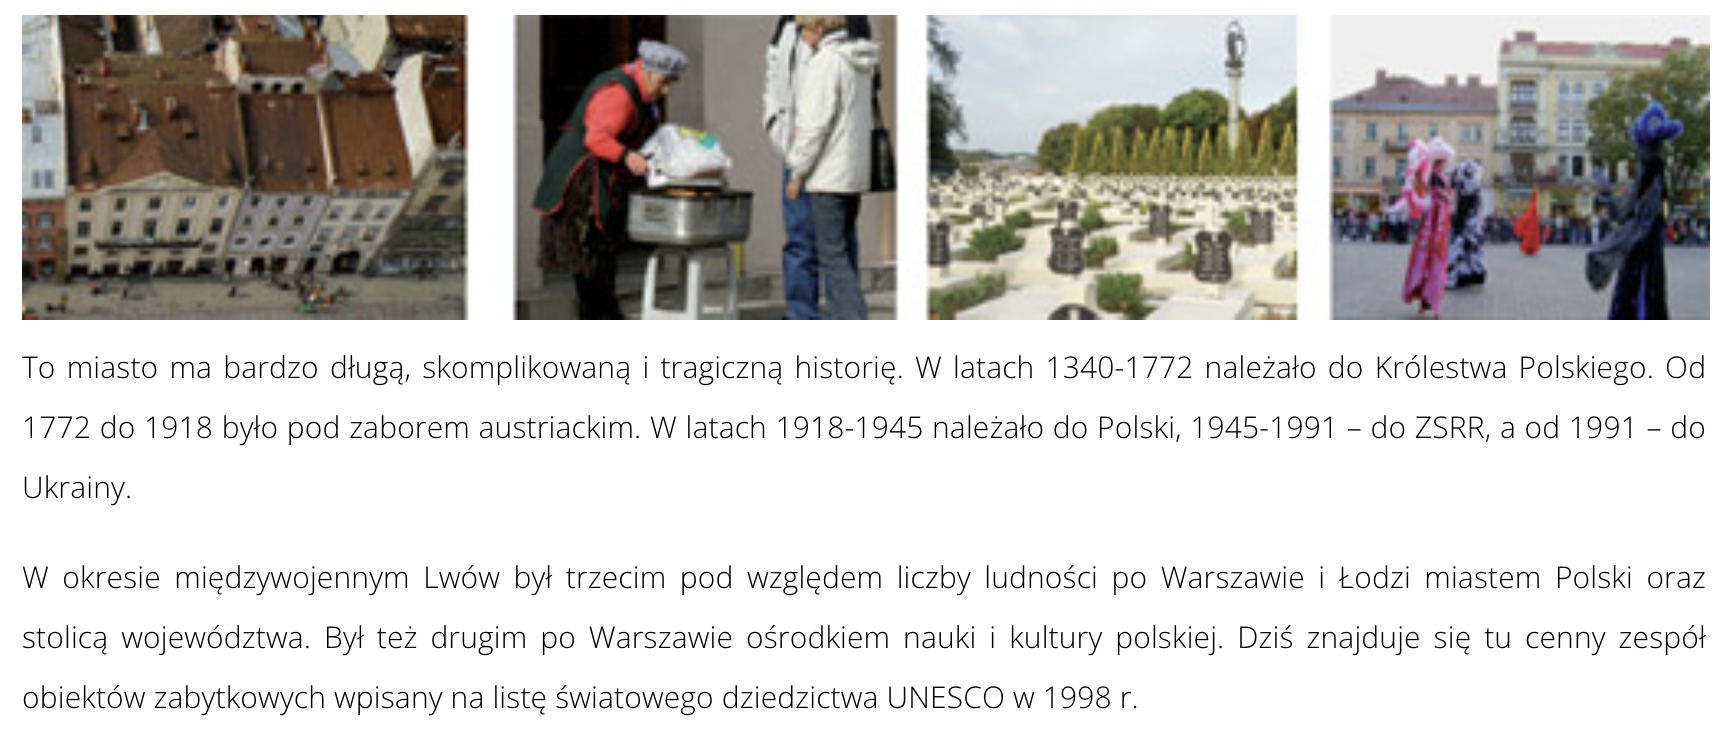 To miasto ma bardzo długą, skomplikowaną i tragiczną historię. W latach 1340-1772 należało do Królestwa Polskiego. Od
1772 do 1918 było pod zaborem austriackim. W latach 1918-1945 należało do Polski, 1945-1991 – do ZSRR, a od 1991 – do
Ukrainy.
W okresie międzywojennym Lwów był trzecim pod względem liczby ludności po Warszawie i Łodzi miastem Polski oraz
stolicą województwa. Był też drugim po Warszawie ośrodkiem nauki i kultury polskiej. Dziś znajduje się tu cenny zespół
obiektów zabytkowych wpisany na listę światowego dziedzictwa UNESCO w 1998 r.